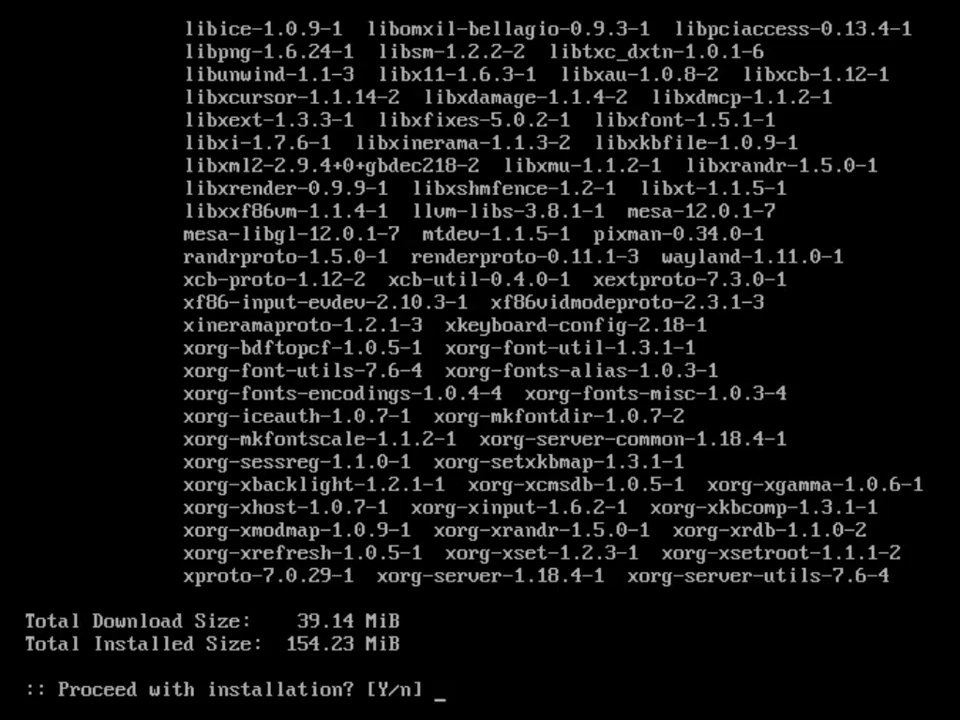 libice-1.0.9-1  libomxil-bellagio-0.9.3-1  libpciaccess-0.13.4-1
libpng-1.6.24-1  libsm-1.2.2-2  libtxc_dxtn-1.0.1-6
libunwind-1.1-3  libx11-1.6.3-1  libxau-1.0.8-2  libxcb-1.12-1
libxcursor-1.1.14-2  libxdamage-1.1.4-2  libxdmcp-1.1.2-1
libxext-1.3.3-1  libxfixes-5.0.2-1  libxfont-1.5.1-1
libxi-1.7.6-1  libxinerama-1.1.3-2  libxkbfile-1.0.9-1
libxml2-2.9.4+0+gbdec218-2  libxmu-1.1.2-1  libxrandr-1.5.0-1
libxrender-0.9.9-1  libxshmfence-1.2-1  libxt-1.1.5-1
libxxf86vm-1.1.4-1  llvm-libs-3.8.1-1  mesa-12.0.1-7
mesa-libgl-12.0.1-7  mtdev-1.1.5-1  pixman-0.34.0-1
randrproto-1.5.0-1  renderproto-0.11.1-3  wayland-1.11.0-1
xcb-proto-1.12-2  xcb-util-0.4.0-1  xextproto-7.3.0-1
xf86-input-evdev-2.10.3-1  xf86vidmodeproto-2.3.1-3
xineramaproto-1.2.1-3  xkeyboard-config-2.18-1
xorg-bdftopcf-1.0.5-1  xorg-font-util-1.3.1-1
xorg-font-utils-7.6-4  xorg-fonts-alias-1.0.3-1
xorg-fonts-encodings-1.0.4-4  xorg-fonts-misc-1.0.3-4
xorg-iceauth-1.0.7-1  xorg-mkfontdir-1.0.7-2
xorg-mkfontscale-1.1.2-1  xorg-server-common-1.18.4-1
xorg-sessreg-1.1.0-1  xorg-setxkbmap-1.3.1-1
xorg-xbacklight-1.2.1-1  xorg-xcmsdb-1.0.5-1  xorg-xgamma-1.0.6-1
xorg-xhost-1.0.7-1  xorg-xinput-1.6.2-1  xorg-xkbcomp-1.3.1-1
xorg-xmodmap-1.0.9-1  xorg-xrandr-1.5.0-1  xorg-xrdb-1.1.0-2
xorg-xrefresh-1.0.5-1  xorg-xset-1.2.3-1  xorg-xsetroot-1.1.1-2
xproto-7.0.29-1  xorg-server-1.18.4-1  xorg-server-utils-7.6-4
Total Download Size:    39.14 MiB
Total Installed Size:  154.23 MiB
:: Proceed with installation? [Y/n] _